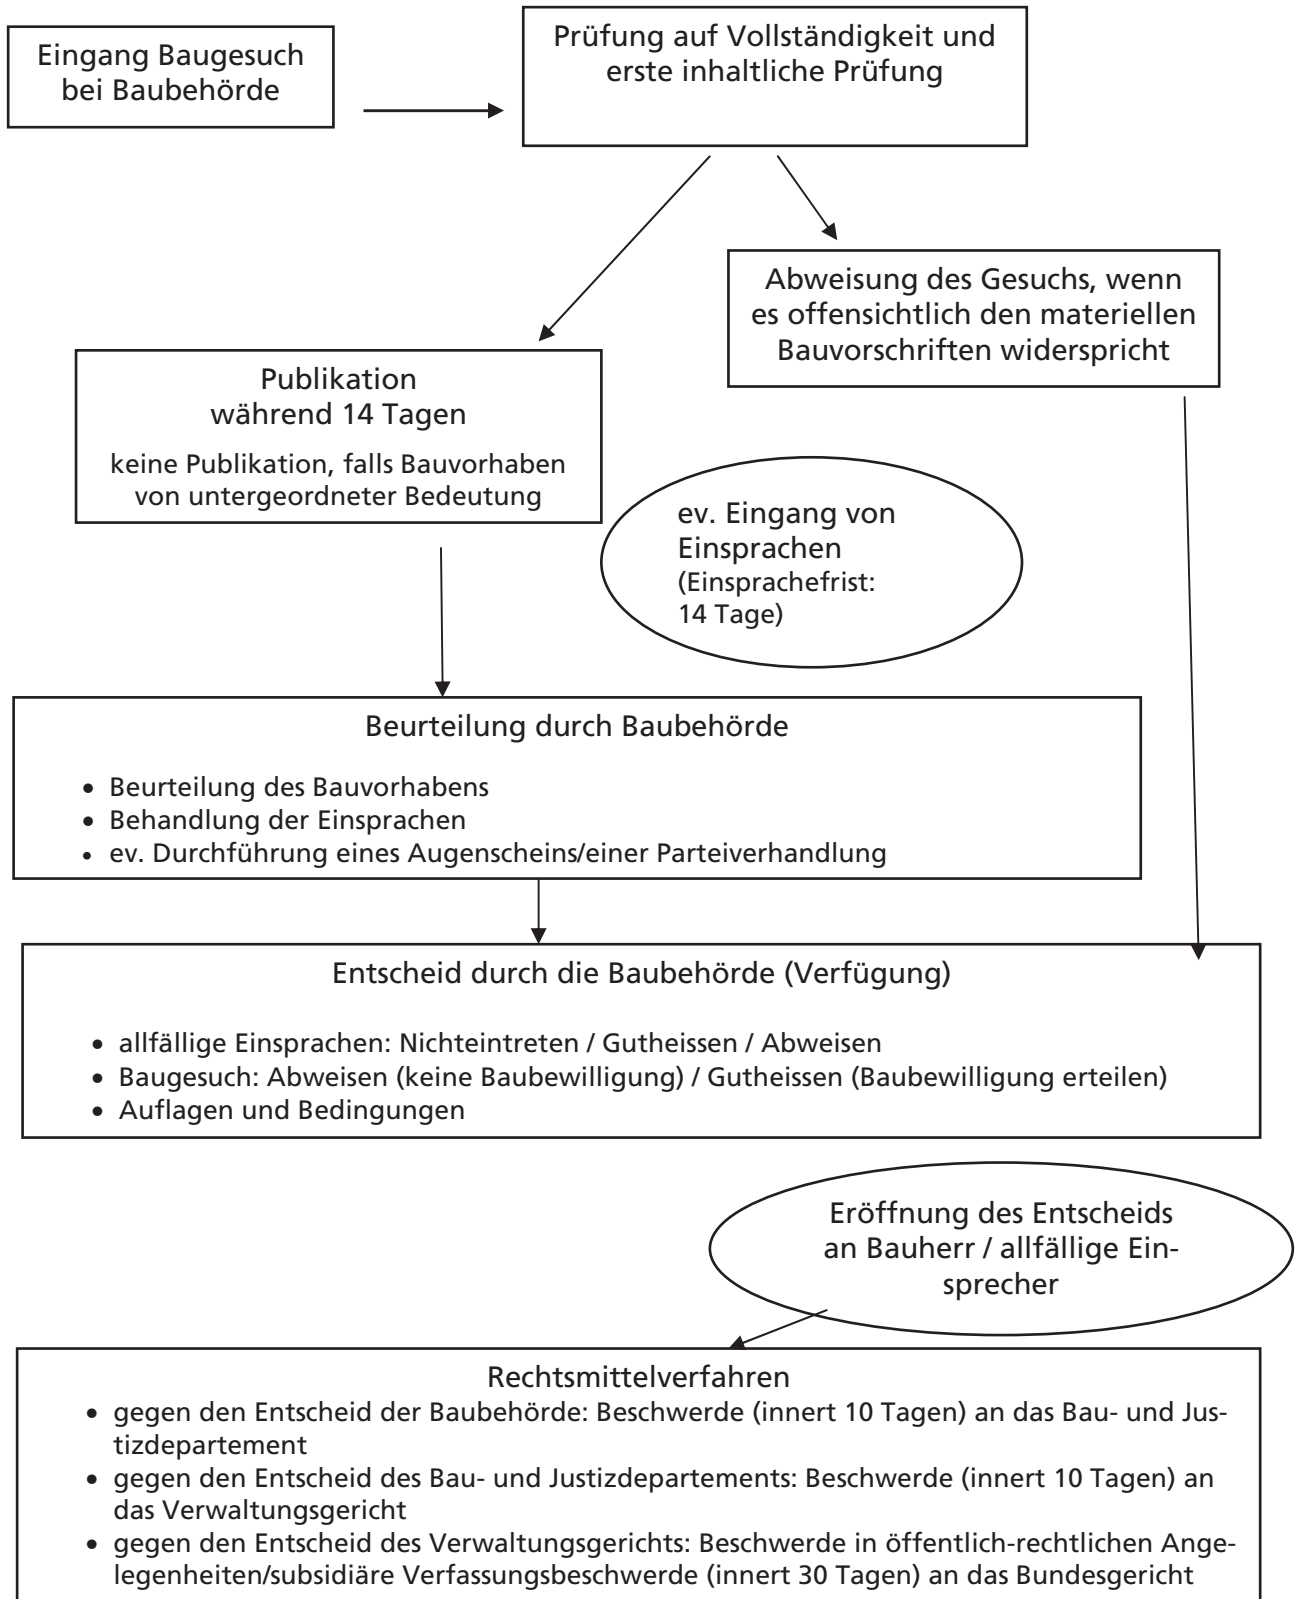 Eingang Baugesuch
bei Baubehörde
Prüfung auf Vollständigkeit und
erste inhaltliche Prüfung
Abweisung des Gesuchs, wenn
es offensichtlich den materiellen
Bauvorschriften widerspricht
Publikation
während 14 Tagen
keine Publikation, falls Bauvorhaben
von untergeordneter Bedeutung
ev. Eingang von
Einsprachen
(Einsprachefrist:
14 Tage)
Beurteilung durch Baubehörde
• Beurteilung des Bauvorhabens
• Behandlung der Einsprachen
• ev. Durchführung eines Augenscheins/einer Parteiverhandlung
Entscheid durch die Baubehörde (Verfügung)
• allfällige Einsprachen: Nichteintreten / Gutheissen / Abweisen
• Baugesuch: Abweisen (keine Baubewilligung) / Gutheissen (Baubewilligung erteilen)
• Auflagen und Bedingungen
Eröffnung des Entscheids
an Bauherr / allfällige Ein-
sprecher
Rechtsmittelverfahren
• gegen den Entscheid der Baubehörde: Beschwerde (innert 10 Tagen) an das Bau- und Jus-
tizdepartement
• gegen den Entscheid des Bau- und Justizdepartements: Beschwerde (innert 10 Tagen) an
das Verwaltungsgericht
• gegen den Entscheid des Verwaltungsgerichts: Beschwerde in öffentlich-rechtlichen Ange-
legenheiten/subsidiäre Verfassungsbeschwerde (innert 30 Tagen) an das Bundesgericht